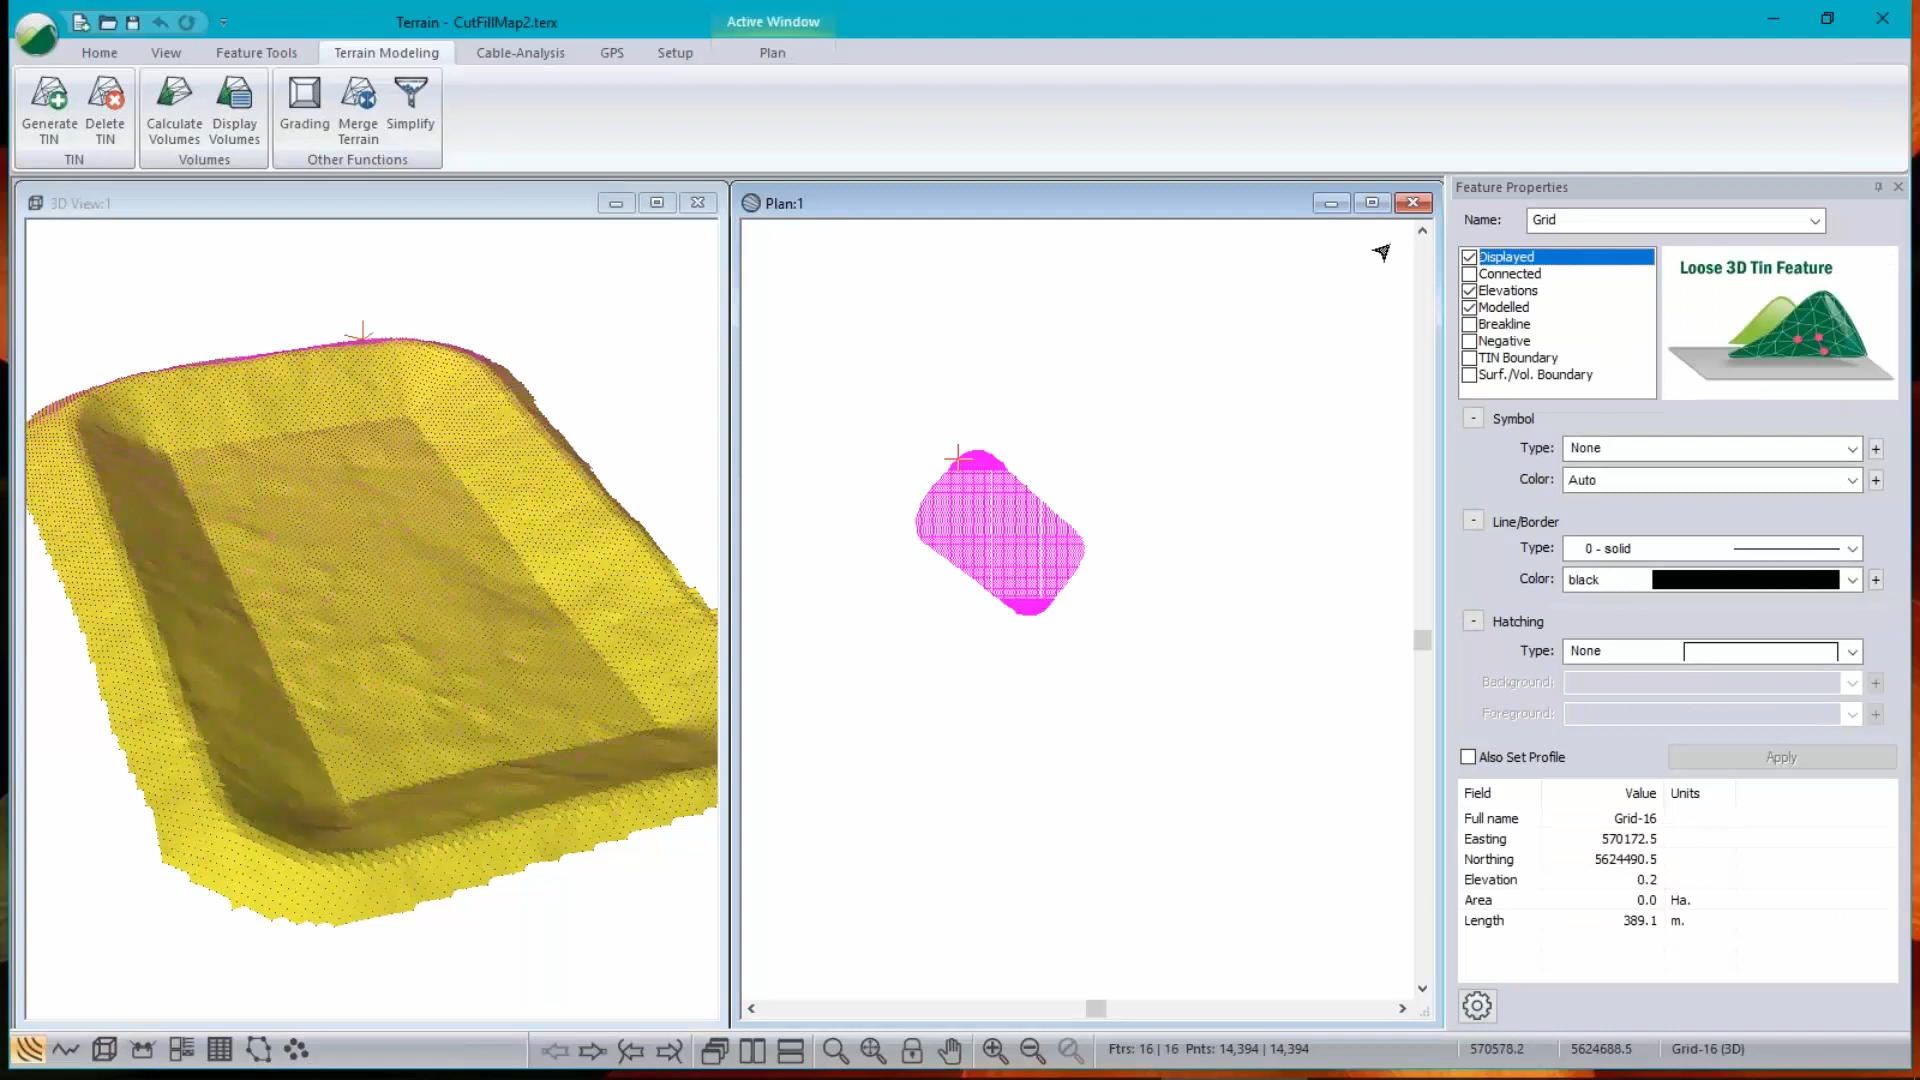 Terrain - CutFillMap2.terx
Active Window
Home
View
Feature Tools
Terrain Modeling
Cable-Analysis
GPS
Setup
Plan
Generate TIN
Delete TIN
Calculate Volumes
Display Volumes
Grading
Merge Terrain
Simplify
TIN
Volumes
Other Functions
3D View:1
Plan:1
Feature Properties
Name:
Grid
Displayed
Connected
Elevations
Modelled
Breakline
Negative
TIN Boundary
Surf./Vol. Boundary
Loose 3D Tin Feature
- Symbol
Type: None
Color: Auto
- Line/Border
Type: 0 - solid
Color: black
- Hatching
Type: None
Background:
Foreground:
Also Set Profile
Apply
Field Value Units
Full name Grid-16
Easting 570172.5
Northing 5624490.5
Elevation 0.2
Area 0.0 Ha.
Length 389.1 m.
Ftrs: 16 | 16 Pnts: 14,394 | 14,394
570578.2
5624688.5
Grid-16 (3D)